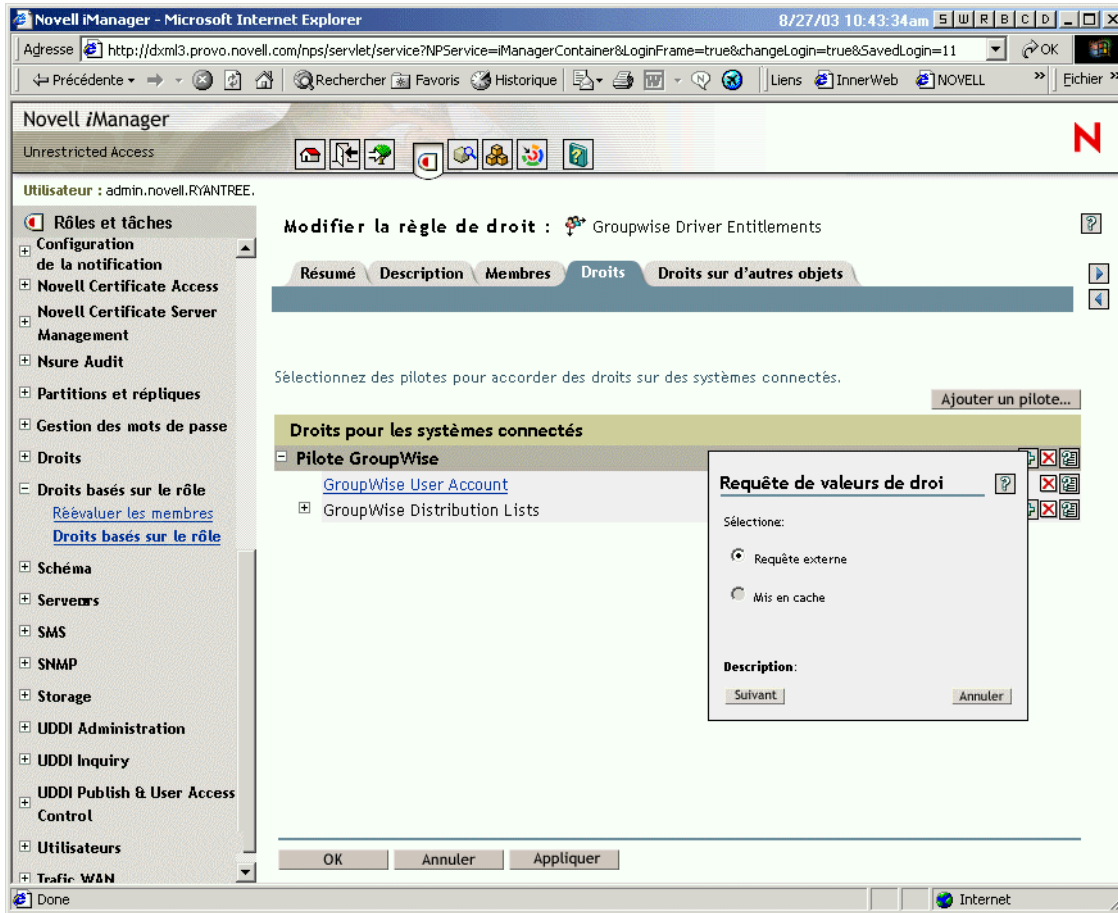 Novell iManager - Microsoft Internet Explorer 8/27/03 10:43:34am S W R B C D
Adresse http://dxml3.provo.novell.com/nps/servlet/service?NPService=iManagerContainer&LoginFrame=true&changeLogin=true&SavedLogin=11 OK
Précédente Rechercher Favoris Historique Liens InnerWeb NOVELL » Fichier »
Novell iManager
Unrestricted Access
N
Utilisateur : admin.novell.RYANTREE.
Rôles et tâches
Configuration
de la notification
Novell Certificate Access
Novell Certificate Server
Management
Nsure Audit
Partitions et répliques
Gestion des mots de passe
Droits
Droits basés sur le rôle
Réévaluer les membres
Droits basés sur le rôle
Schéma
Serveurs
SMS
SNMP
Storage
UDDI Administration
UDDI Inquiry
UDDI Publish & User Access
Control
Utilisateurs
Trafic WAN
Modifier la règle de droit : Groupwise Driver Entitlements
Résumé Description Membres Droits Droits sur d'autres objets
Sélectionnez des pilotes pour accorder des droits sur des systèmes connectés.
Ajouter un pilote...
Droits pour les systèmes connectés
Pilote GroupWise
GroupWise User Account
GroupWise Distribution Lists
Requête de valeurs de droi
Sélectione:
Requête externe
Mis en cache
Description:
Suivant Annuler
OK Annuler Appliquer
Done Internet